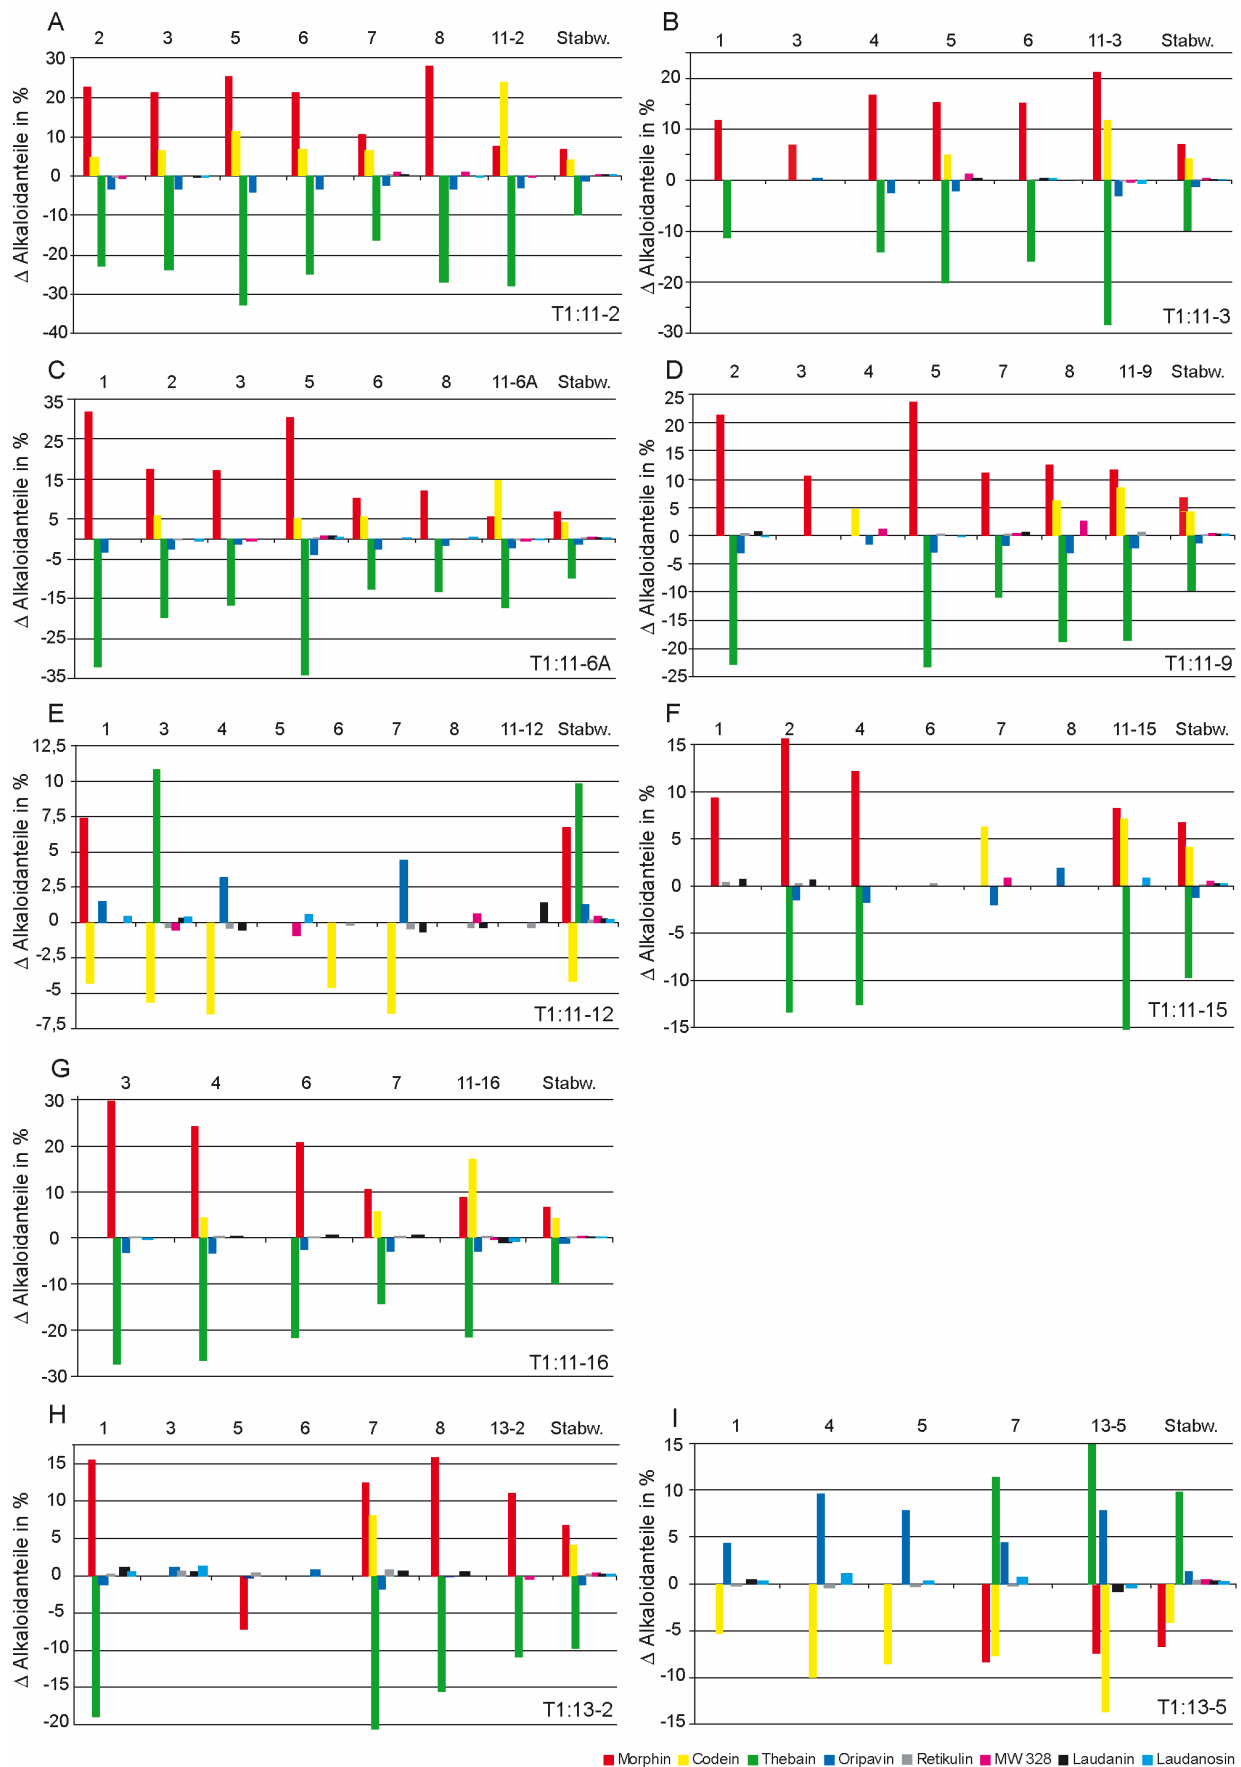 A
2 3 5 6 7 8 11-2 Stabw.
Δ Alkaloidanteile in %
30
20
10
0
-10
-20
-30
-40
T1:11-2
B
1 3 4 5 6 11-3 Stabw.
Δ Alkaloidanteile in %
20
10
0
-10
-20
-30
T1:11-3
C
1 2 3 5 6 8 11-6A Stabw.
Δ Alkaloidanteile in %
35
25
15
5
-5
-15
-25
-35
T1:11-6A
D
2 3 4 5 7 8 11-9 Stabw.
Δ Alkaloidanteile in %
25
20
15
10
5
0
-5
-10
-15
-20
-25
T1:11-9
E
1 3 4 5 6 7 8 11-12 Stabw.
Δ Alkaloidanteile in %
12,5
10
7,5
5
2,5
0
-2,5
-5
-7,5
T1:11-12
F
1 2 4 6 7 8 11-15 Stabw.
Δ Alkaloidanteile in %
15
10
5
0
-5
-10
-15
T1:11-15
G
3 4 6 7 11-16 Stabw.
Δ Alkaloidanteile in %
30
20
10
0
-10
-20
-30
T1:11-16
H
1 3 5 6 7 8 13-2 Stabw.
Δ Alkaloidanteile in %
15
10
5
0
-5
-10
-15
-20
T1:13-2
I
1 4 5 7 13-5 Stabw.
Δ Alkaloidanteile in %
15
10
5
0
-5
-10
-15
T1:13-5
Morphin Codein Thebain Oripavin Retikulin MW 328 Laudanin Laudanosin